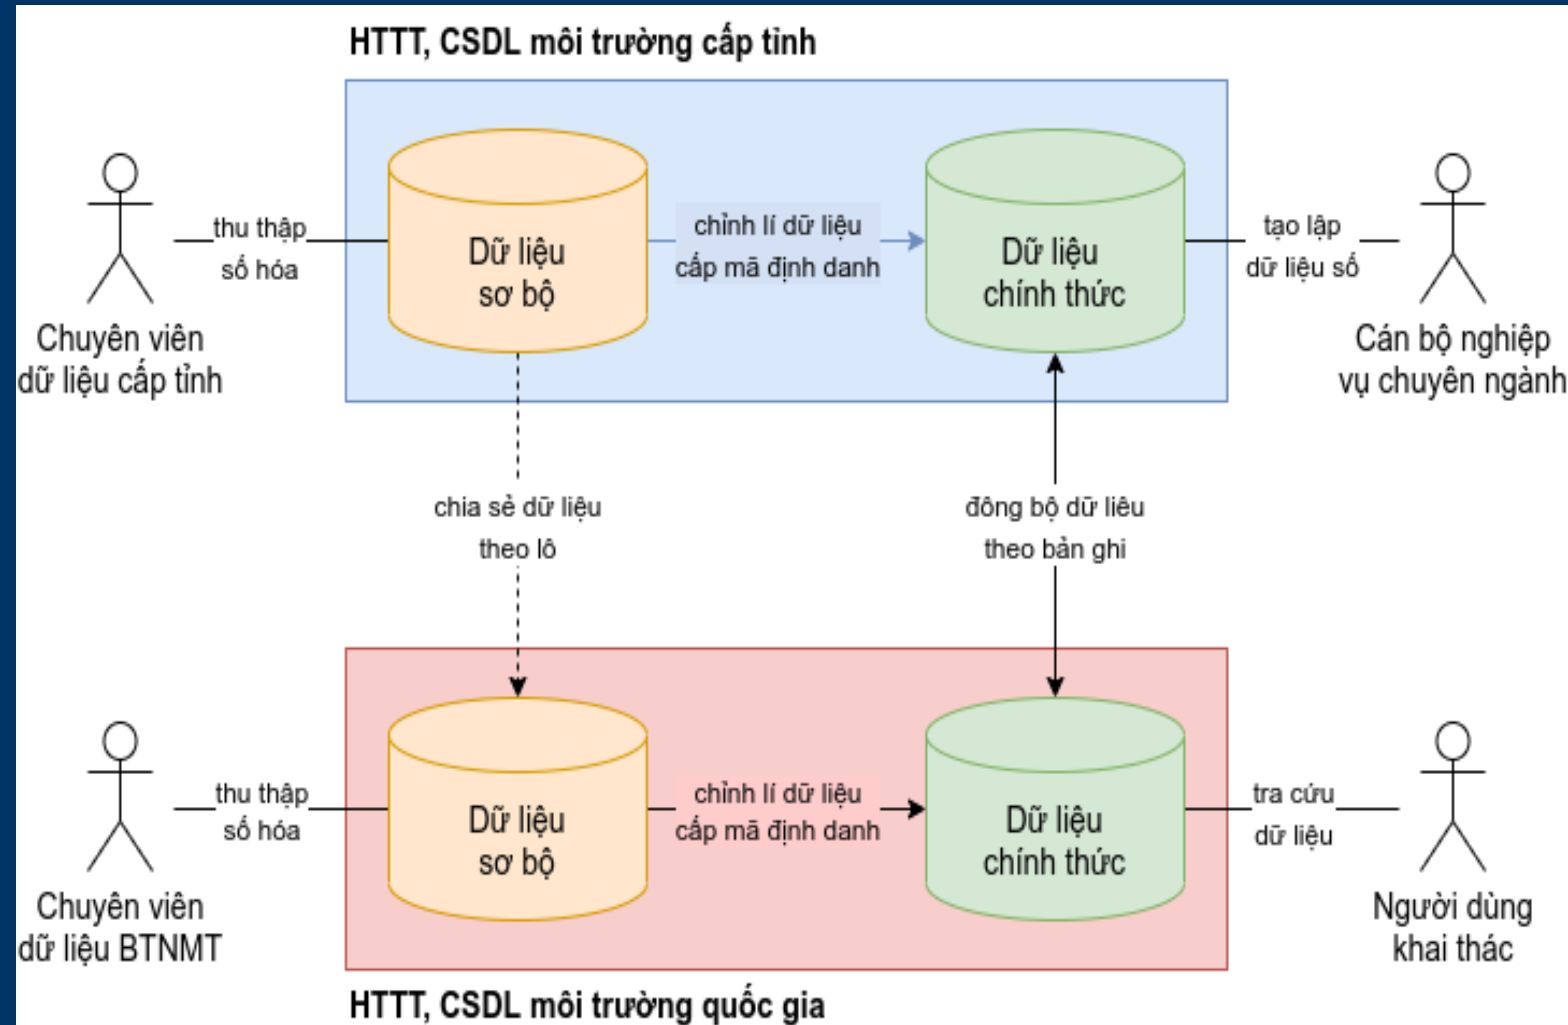 HTTT, CSDL môi trường cấp tỉnh
thu thập
số hóa
Dữ liệu
sơ bộ
chỉnh lí dữ liệu
cấp mã định danh
Dữ liệu
chính thức
tạo lập
dữ liệu số
Chuyên viên
dữ liệu cấp tỉnh
Cán bộ nghiệp
vụ chuyên ngành
chia sẻ dữ liệu
theo lô
đông bộ dữ liêu
theo bản ghi
thu thập
số hóa
Dữ liệu
sơ bộ
chỉnh lí dữ liệu
cấp mã định danh
Dữ liệu
chính thức
tra cứu
dữ liệu
Chuyên viên
dữ liệu BTNMT
Người dùng
khai thác
HTTT, CSDL môi trường quốc gia